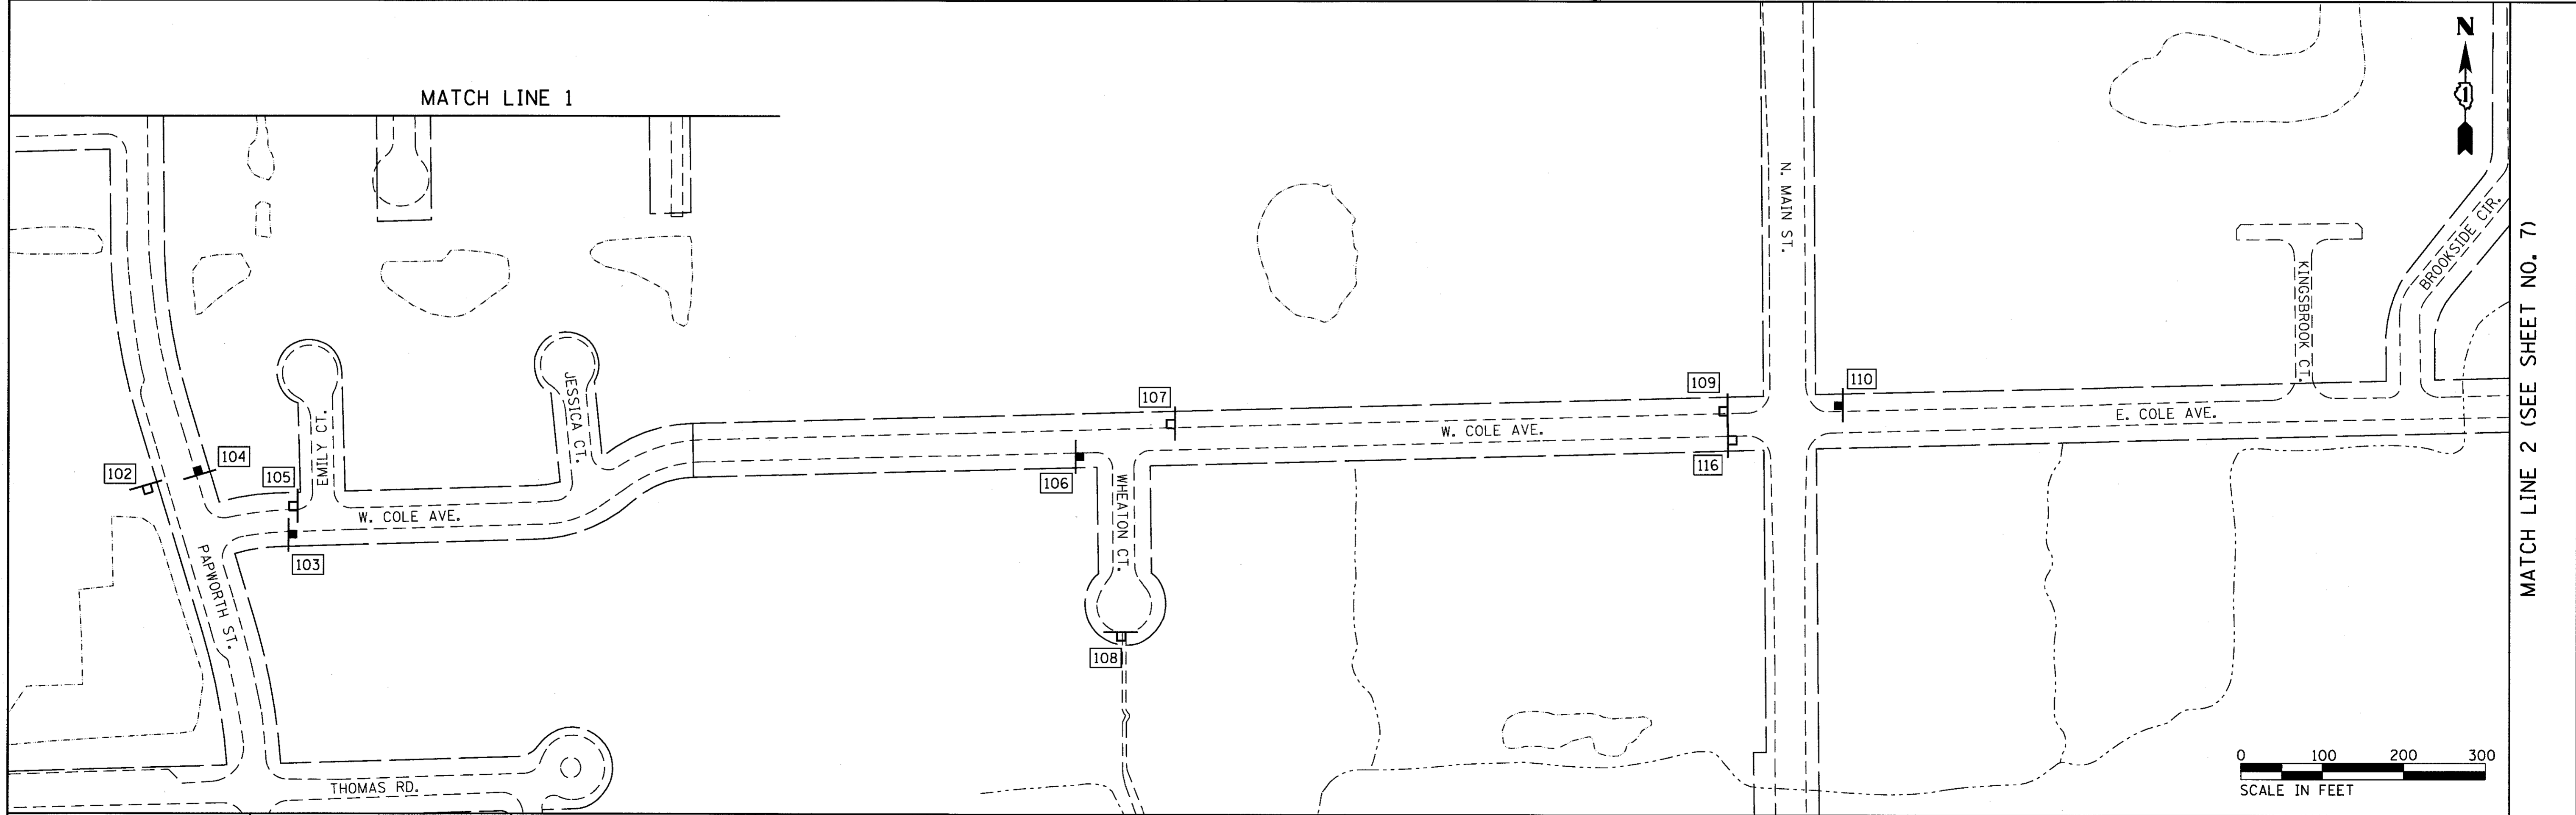 MATCH LINE 1
N
1
N. MAIN ST.
BROOKSIDE CIR.
KINGSBROOK CT.
MATCH LINE 2 (SEE SHEET NO. 7)
JESSICA CT.
EMILY CT.
107
109
110
W. COLE AVE.
E. COLE AVE.
102
104
105
106
116
W. COLE AVE.
103
WHEATON CT.
PAPWORTH ST.
108
THOMAS RD.
0 100 200 300
SCALE IN FEET